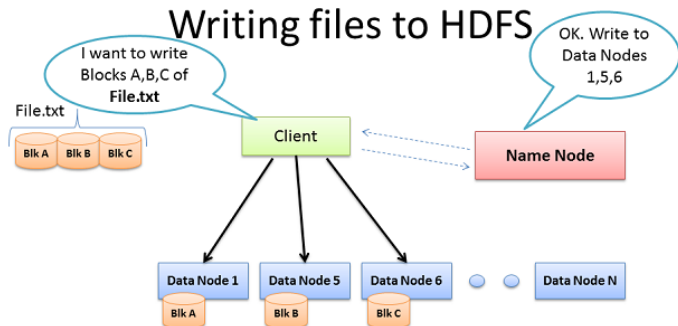 Writing files to HDFS
I want to write
Blocks A,B,C of
File.txt
OK. Write to
Data Nodes
1,5,6
File.txt
Blk A
Blk B
Blk C
Client
Name Node
Data Node 1
Data Node 5
Data Node 6
Data Node N
Blk A
Blk B
Blk C